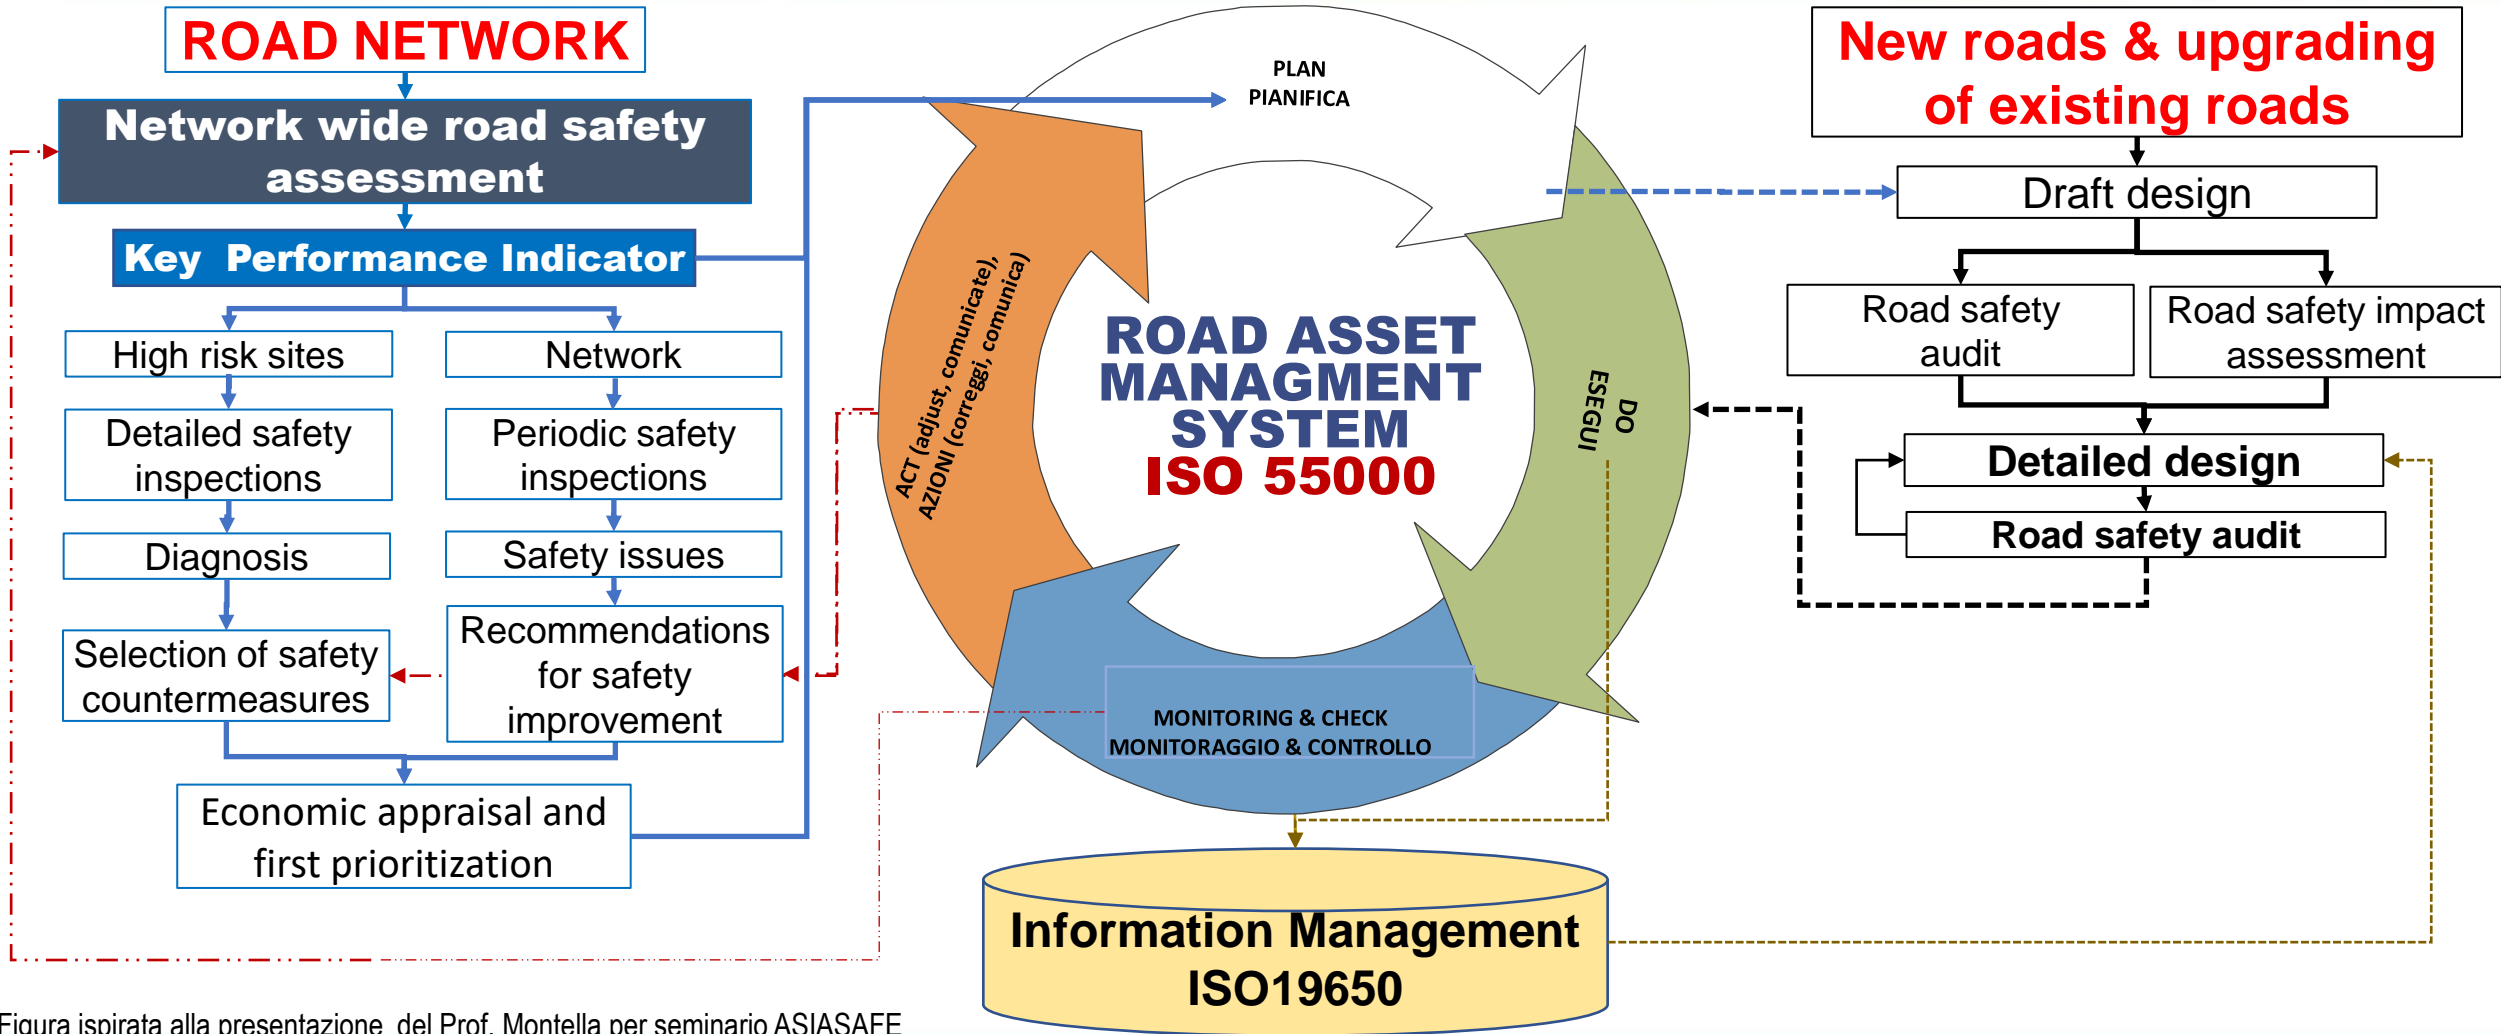 ROAD NETWORK
Network wide road safety
assessment
Key Performance Indicator
High risk sites
Network
Detailed safety
inspections
Periodic safety
inspections
Diagnosis
Safety issues
Selection of safety
countermeasures
Recommendations
for safety
improvement
Economic appraisal and
first prioritization
PLAN
PIANIFICA
ACT (adjust, comunicate),
AZIONI (correggi, comunica)
ROAD ASSET
MANAGMENT
SYSTEM
ISO 55000
DO
ESEGUI
MONITORING & CHECK
MONITORAGGIO & CONTROLLO
Information Management
ISO19650
New roads & upgrading
of existing roads
Draft design
Road safety
audit
Road safety impact
assessment
Detailed design
Road safety audit
Figura ispirata alla presentazione del Prof. Montella per seminario ASIASAFE